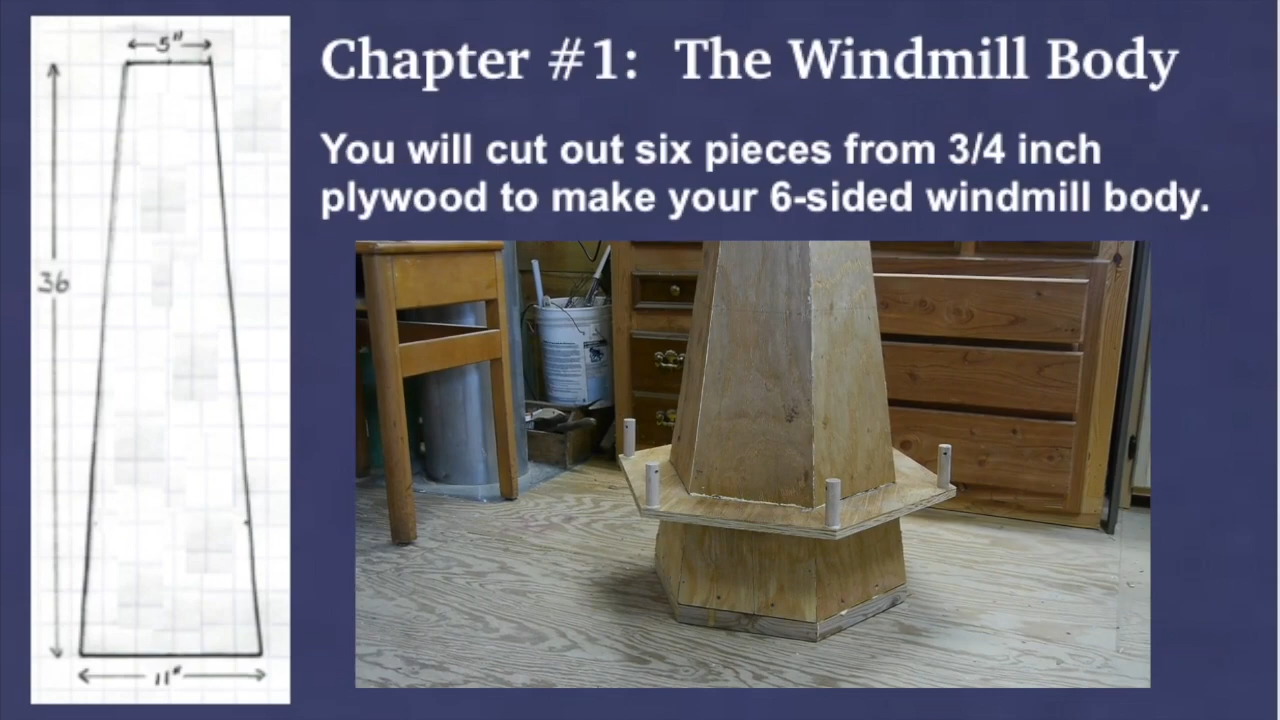 5"
36
11"
Chapter #1: The Windmill Body
You will cut out six pieces from 3/4 inch
plywood to make your 6-sided windmill body.